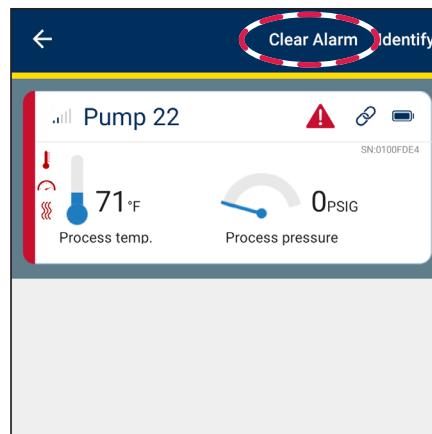 Clear Alarm Identify
Pump 22
SN:0100FDE4
71°F
0PSIG
Process temp.
Process pressure